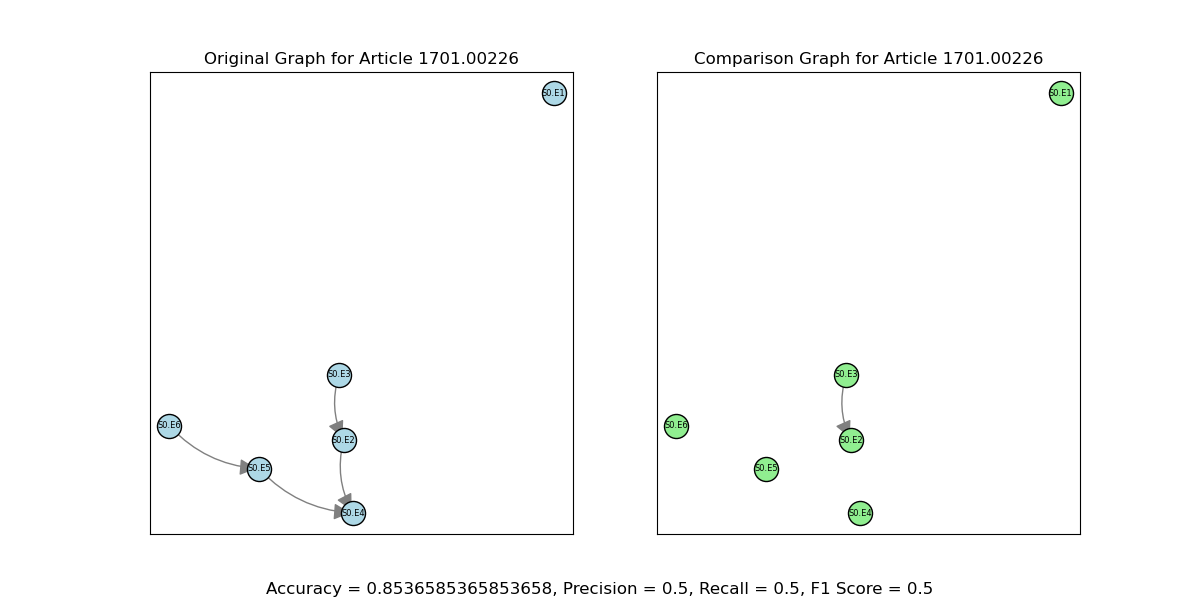 Original Graph for Article 1701.00226
Comparison Graph for Article 1701.00226
S0.E1
S0.E1
S0.E3
S0.E3
S0.E6
S0.E6
S0.E2
S0.E2
S0.E5
S0.E5
S0.E4
S0.E4
Accuracy = 0.8536585365853658, Precision = 0.5, Recall = 0.5, F1 Score = 0.5